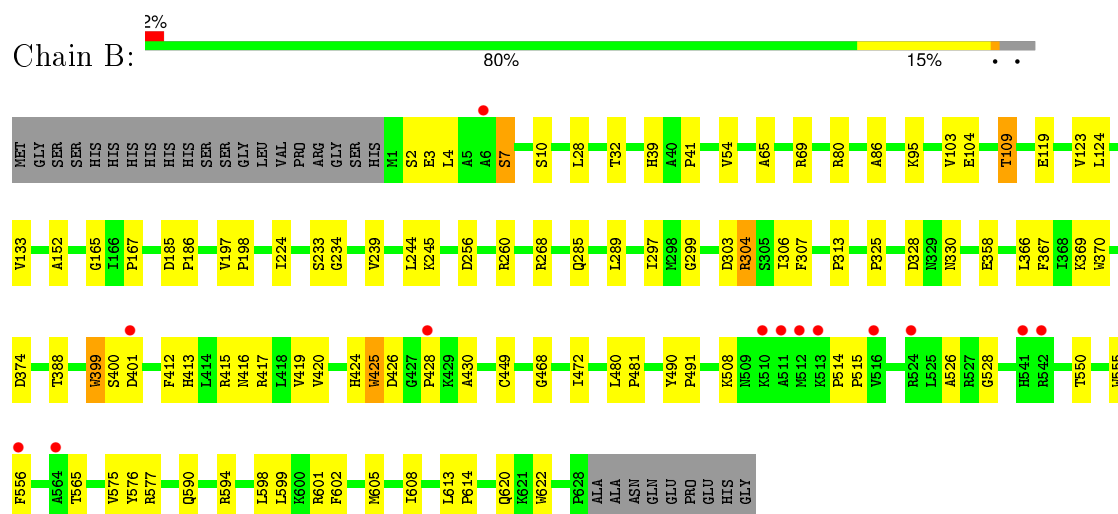 2%
Chain B:
80% 15% • •
MET GLY SER SER HIS HIS HIS HIS HIS HIS SER SER GLY LEU VAL PRO ARG GLY SER HIS M1 S2 E3 L4 A5 A6 S7 S10 L28 T32 H39 A40 P41 V54 A65 R69 R80 A86 K95 V103 E104 T109 E119 V123 L124
V133 A152 G165 I166 P167 D185 P186 V197 P198 I224 S233 G234 V239 L244 K245 D256 R260 R268 Q285 L289 I297 M298 G299 D303 R304 S305 I306 F307 P313 P325 D328 N329 N330 E358 L366 F367 I368 K369 W370
D374 T388 W399 S400 D401 F412 H413 L414 R415 N416 R417 L418 V419 V420 H424 W425 D426 G427 P428 K429 A430 C449 G468 I472 L480 P481 Y490 P491 K508 N509 K510 A511 M512 K513 P514 P515 V516 R524 L525 A526 R527 G528 H541 R542 T550 W555
F556 A564 T565 V575 Y576 R577 Q590 R594 L598 L599 K600 R601 F602 M605 I608 L613 P614 Q620 K621 W622 P628 ALA ALA ASN GLN GLU PRO GLU HIS GLY